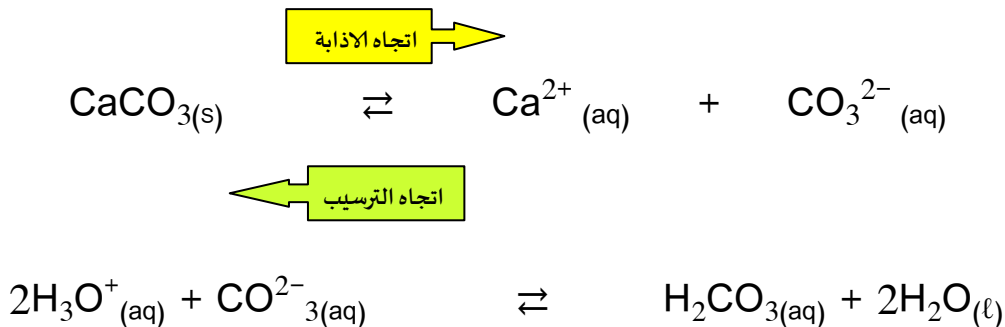 اتجاه الاذابة
CaCO₃(s) ⇄ Ca²⁺ (aq) + CO₃²⁻ (aq)
اتجاه الترسيب
2H₃O⁺(aq) + CO²⁻₃(aq) ⇄ H₂CO₃(aq) + 2H₂O(ℓ)